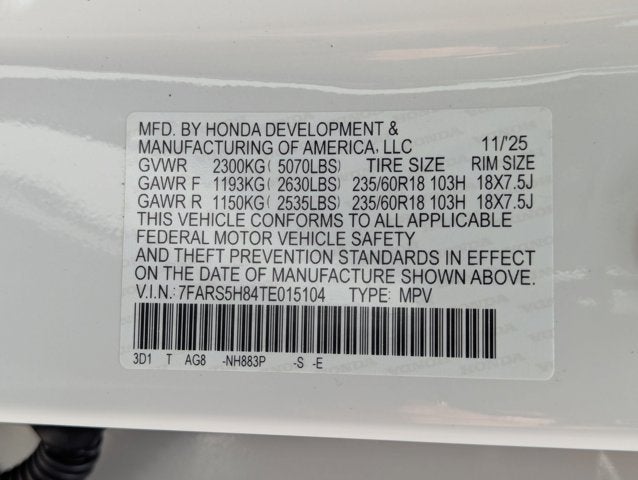 MFD. BY HONDA DEVELOPMENT &
MANUFACTURING OF AMERICA, LLC 11/'25
GVWR 2300KG( 5070LBS) TIRE SIZE RIM SIZE
GAWR F 1193KG( 2630LBS) 235/60R18 103H 18X7.5J
GAWR R 1150KG( 2535LBS) 235/60R18 103H 18X7.5J
THIS VEHICLE CONFORMS TO ALL APPLICABLE
FEDERAL MOTOR VEHICLE SAFETY
AND THEFT PREVENTION STANDARDS IN EFFECT
ON THE DATE OF MANUFACTURE SHOWN ABOVE.
V.I.N.: 7FARS5H84TE015104 TYPE: MPV
3D1 T AG8 -NH883P -S -E